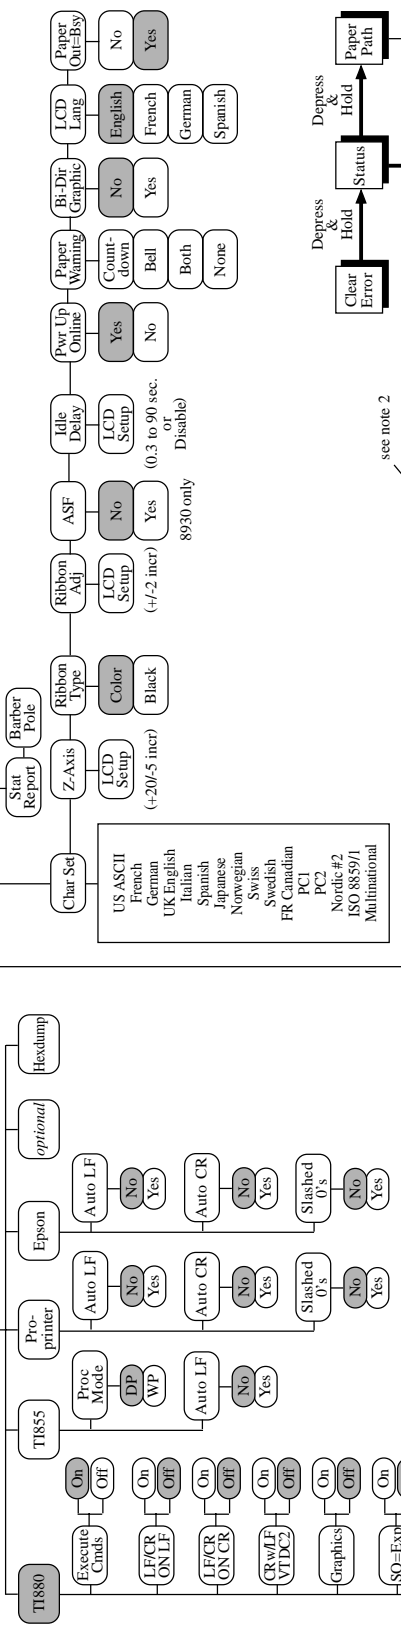 TI880
Execute
Cmds
On
Off
LF/CR
ON LF
On
Off
LF/CR
ON CR
On
Off
CRw/LF
VT DC2
On
Off
Graphics
On
Off
SO=Exp
On
TI855
Proc
Mode
DP
WP
Auto LF
No
Yes
Pro-
printer
Auto LF
No
Yes
Auto CR
No
Yes
Slashed
0's
No
Yes
Epson
Auto LF
No
Yes
Auto CR
No
Yes
Slashed
0's
No
Yes
optional
Hexdump
Stat
Report
Barber
Pole
Char Set
US ASCII
French
German
UK English
Italian
Spanish
Japanese
Norwegian
Swiss
Swedish
FR Canadian
PC1
PC2
Nordic #2
ISO 8859/1
Multinational
Z-Axis
LCD
Setup
(+20/-5 incr)
Ribbon
Type
Color
Black
Ribbon
Adj
LCD
Setup
(+/-2 incr)
ASF
No
Yes
8930 only
Idle
Delay
LCD
Setup
(0.3 to 90 sec.
or
Disable)
Pwr Up
Online
Yes
No
Paper
Warning
Count-
down
Bell
Both
None
Bi-Dir
Graphic
No
Yes
LCD
Lang
English
French
German
Spanish
Paper
Out=Bsy
No
Yes
see note 2
Clear
Error
Depress
&
Hold
Status
Depress
&
Hold
Paper
Path